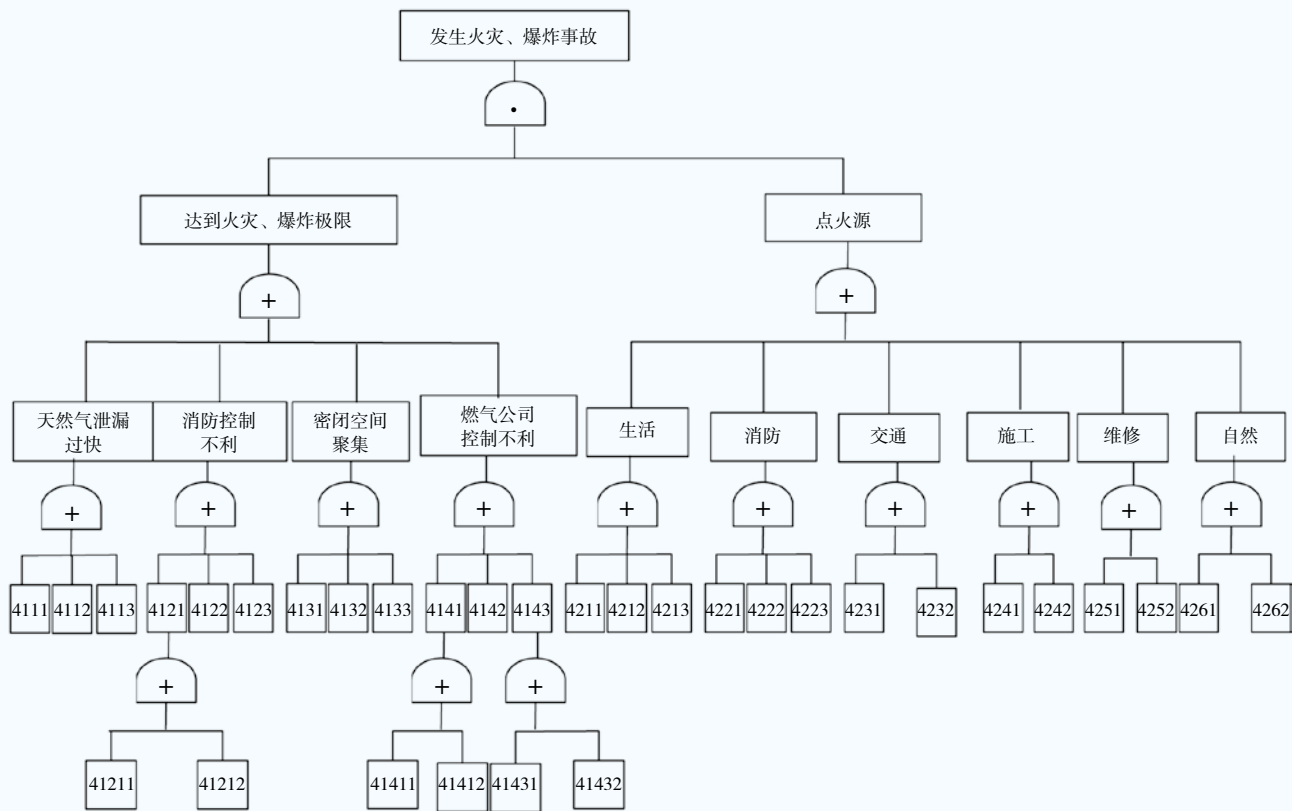 发生火灾、爆炸事故
·
达到火灾、爆炸极限
点火源
+
+
天然气泄漏
过快
消防控制
不利
密闭空间
聚集
燃气公司
控制不利
生活
消防
交通
施工
维修
自然
+
+
+
+
+
+
+
+
+
+
4111
4112
4113
4121
4122
4123
4131
4132
4133
4141
4142
4143
4211
4212
4213
4221
4222
4223
4231
4232
4241
4242
4251
4252
4261
4262
+
+
+
41211
41212
41411
41412
41431
41432